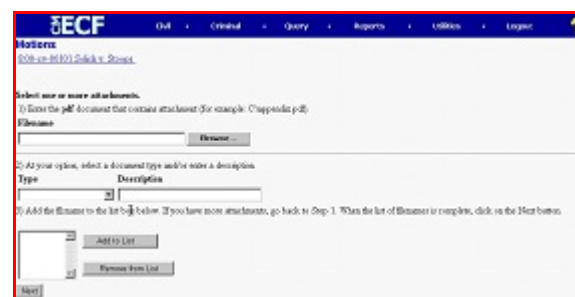 ECF Civil Criminal Query Reports Utilities Logout
Motions
Select one or more attachments.
1) Enter the pdf document that contains attachment (for example: C:\appendix.pdf)
Filename
Browse...
2) At your option, select a document type and/or enter a description.
Type Description
3) Add the filename to the list box below. If you have more attachments, go back to Step 1. When the list of filenames is complete, click on the Next button.
Add to List
Remove from List
Next